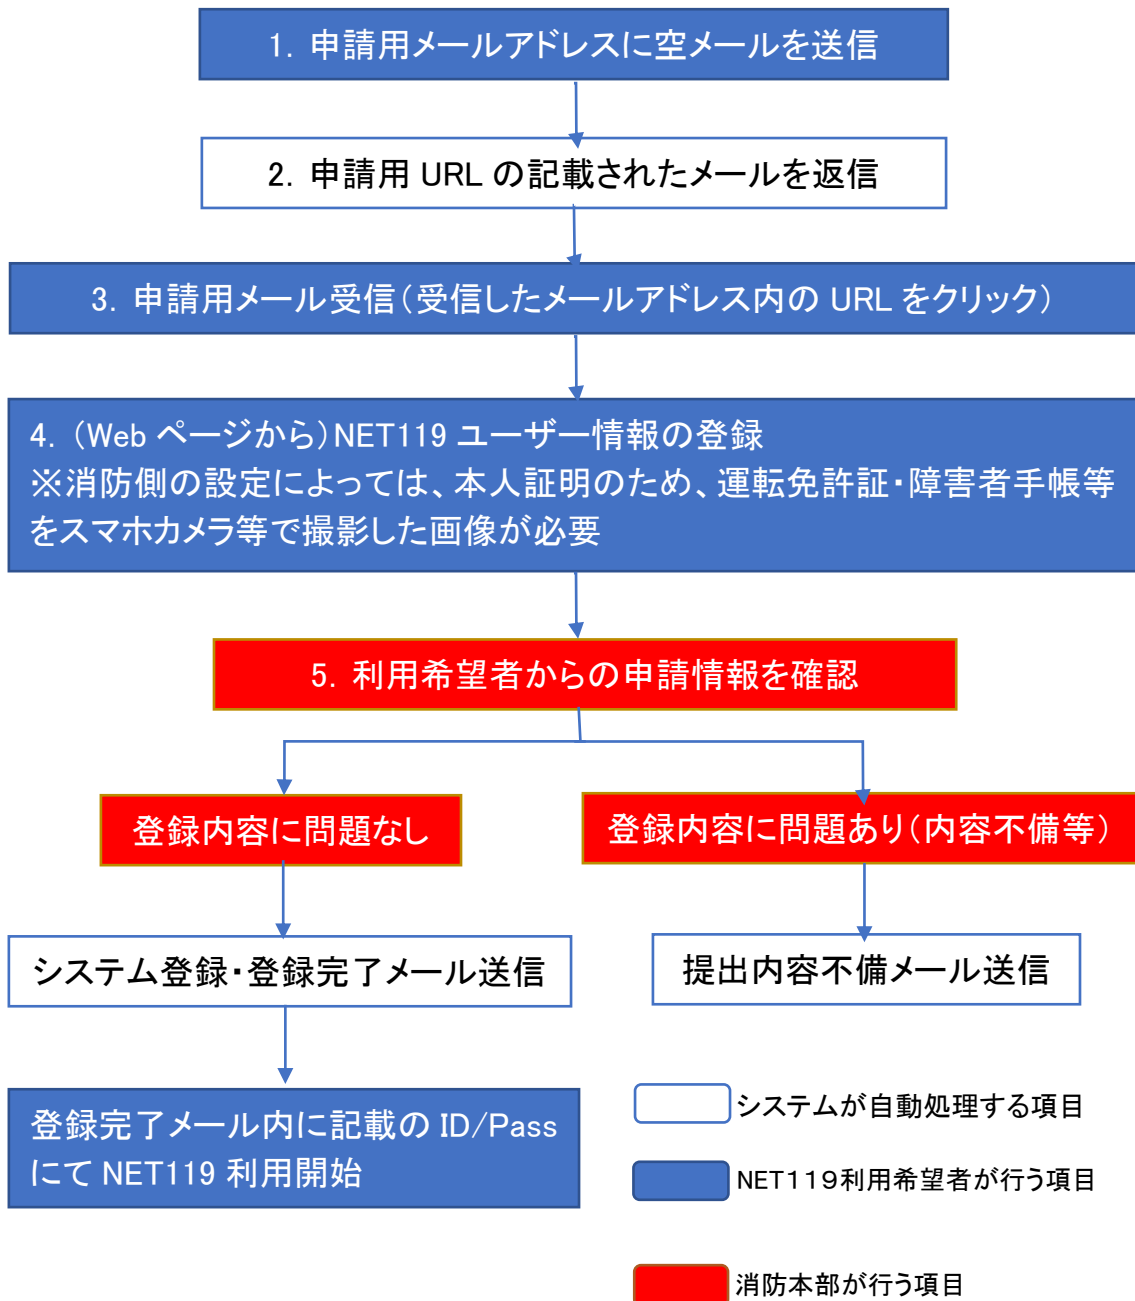 1. 申請用メールアドレスに空メールを送信
2. 申請用 URL の記載されたメールを返信
3. 申請用メール受信(受信したメールアドレス内の URL をクリック)
4. (Web ページから)NET119 ユーザー情報の登録
※消防側の設定によっては、本人証明のため、運転免許証・障害者手帳等
をスマホカメラ等で撮影した画像が必要
5. 利用希望者からの申請情報を確認
登録内容に問題なし
登録内容に問題あり(内容不備等)
システム登録・登録完了メール送信
提出内容不備メール送信
登録完了メール内に記載の ID/Pass
にて NET119 利用開始
システムが自動処理する項目
NET119利用希望者が行う項目
消防本部が行う項目